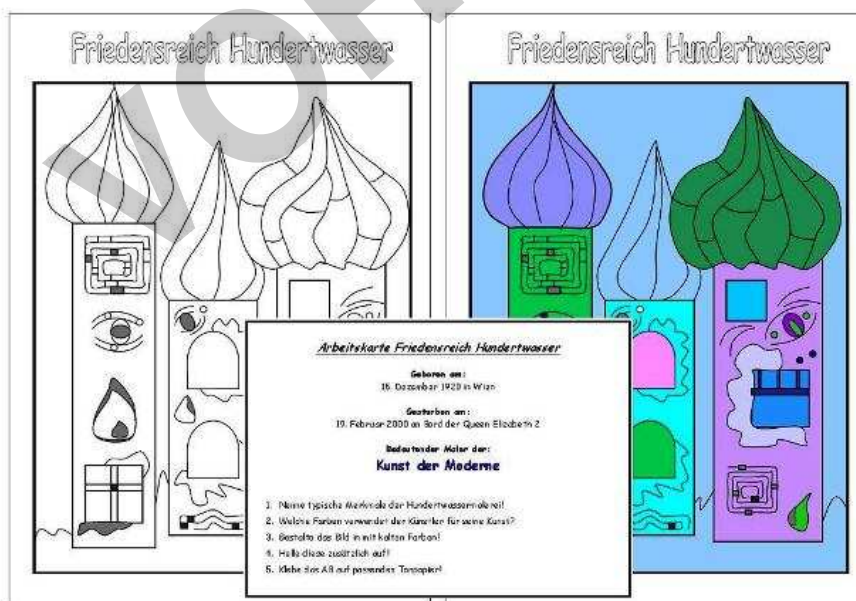 Friedensreich Hundertwasser
Friedensreich Hundertwasser
Arbeitskarte Friedensreich Hundertwasser
Geboren am:
15. Dezember 1920 in Wien
Gestorben am:
19. Februar 2000 an Bord der Queen Elizabeth 2
Bedeutender Maler der:
Kunst der Moderne
1. Nenne typische Merkmale der Hundertwassermalerei!
2. Welche Farben verwendet der Künstler für seine Kunst?
3. Gestalte das Bild in mit kalten Farben!
4. Helle diese zusätzlich auf!
5. Klebe das AB auf passendes Tonpapier!